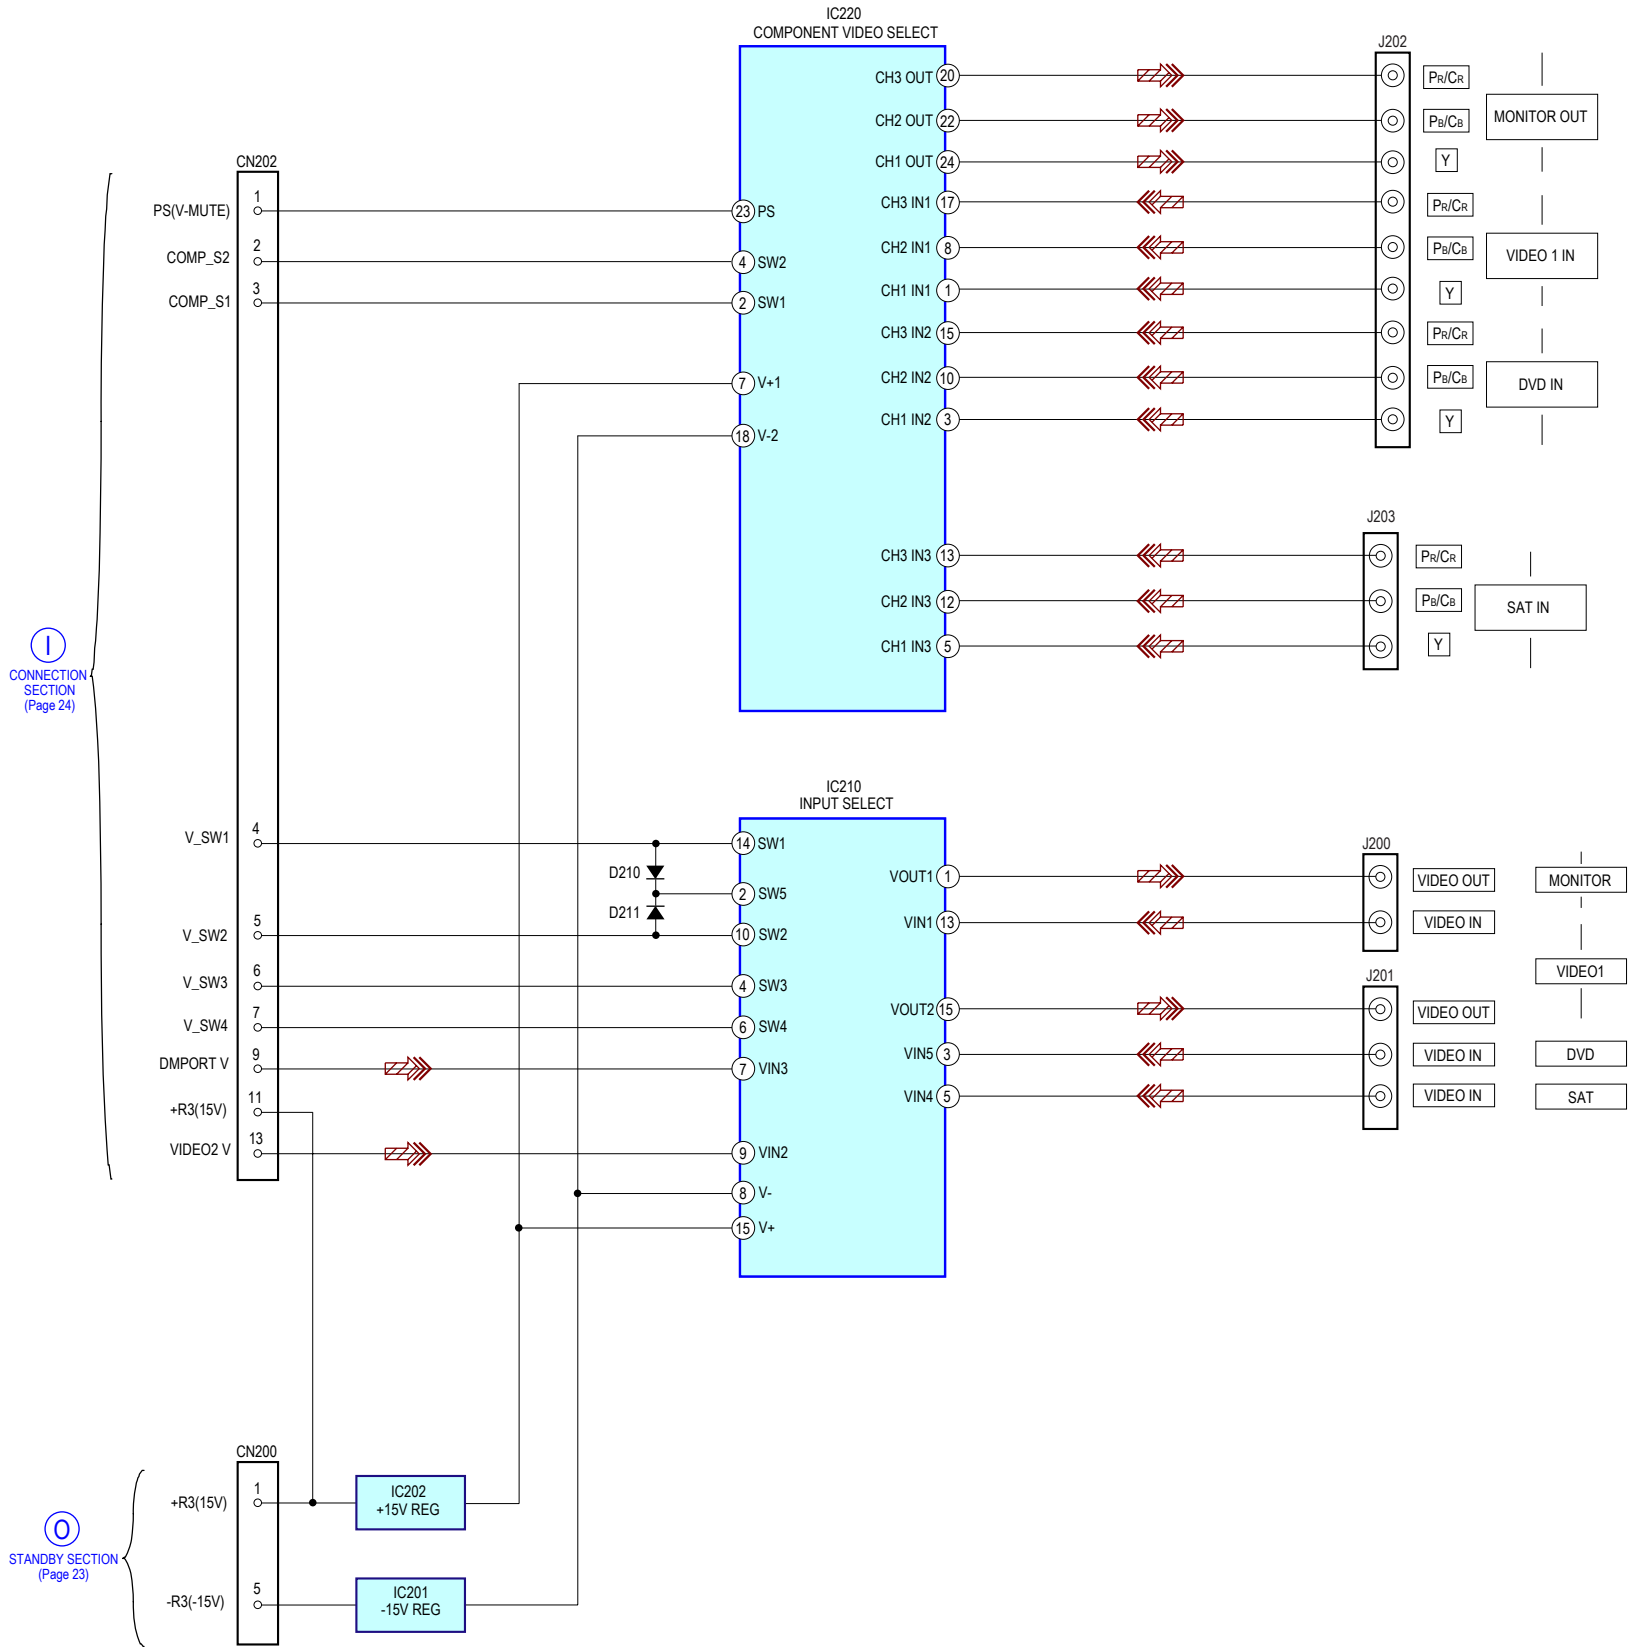 IC220
COMPONENT VIDEO SELECT
J202
CH3 OUT 20 PR/CR
CH2 OUT 22 PB/CB
MONITOR OUT
CH1 OUT 24 Y
CN202
PS(V-MUTE) 1 23 PS
CH3 IN1 17 PR/CR
COMP_S2 2 4 SW2
CH2 IN1 8 PB/CB
VIDEO 1 IN
COMP_S1 3 2 SW1
CH1 IN1 1 Y
CH3 IN2 15 PR/CR
7 V+1
CH2 IN2 10 PB/CB
DVD IN
18 V-2
CH1 IN2 3 Y
J203
CH3 IN3 13 PR/CR
CH2 IN3 12 PB/CB
SAT IN
CH1 IN3 5 Y
I
CONNECTION
SECTION
(Page 24)
IC210
INPUT SELECT
V_SW1 4 14 SW1
J200
D210
VOUT1 1 VIDEO OUT MONITOR
2 SW5
D211
VIN1 13 VIDEO IN
V_SW2 5 10 SW2
VIDEO1
V_SW3 6 4 SW3
J201
VOUT2 15 VIDEO OUT
V_SW4 7 6 SW4
VIN5 3 VIDEO IN DVD
DMPORT V 9 7 VIN3
VIN4 5 VIDEO IN SAT
+R3(15V) 11
VIDEO2 V 13 9 VIN2
8 V-
15 V+
CN200
+R3(15V) 1
IC202
+15V REG
O
STANDBY SECTION
(Page 23)
-R3(-15V) 5
IC201
-15V REG